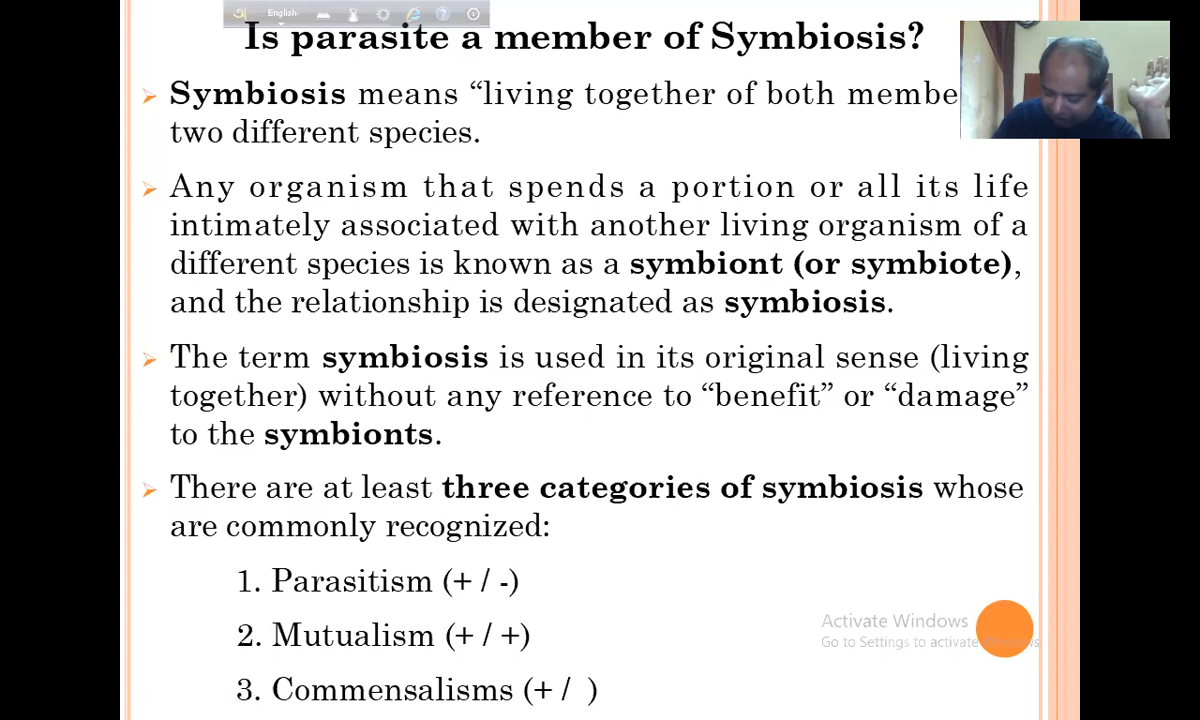 English
Is parasite a member of Symbiosis?
Symbiosis means “living together of both membe
two different species.
Any organism that spends a portion or all its life
intimately associated with another living organism of a
different species is known as a symbiont (or symbiote),
and the relationship is designated as symbiosis.
The term symbiosis is used in its original sense (living
together) without any reference to “benefit” or “damage”
to the symbionts.
There are at least three categories of symbiosis whose
are commonly recognized:
1. Parasitism (+ / -)
2. Mutualism (+ / +)
3. Commensalisms (+ / )
Activate Windows
Go to Settings to activate Windows